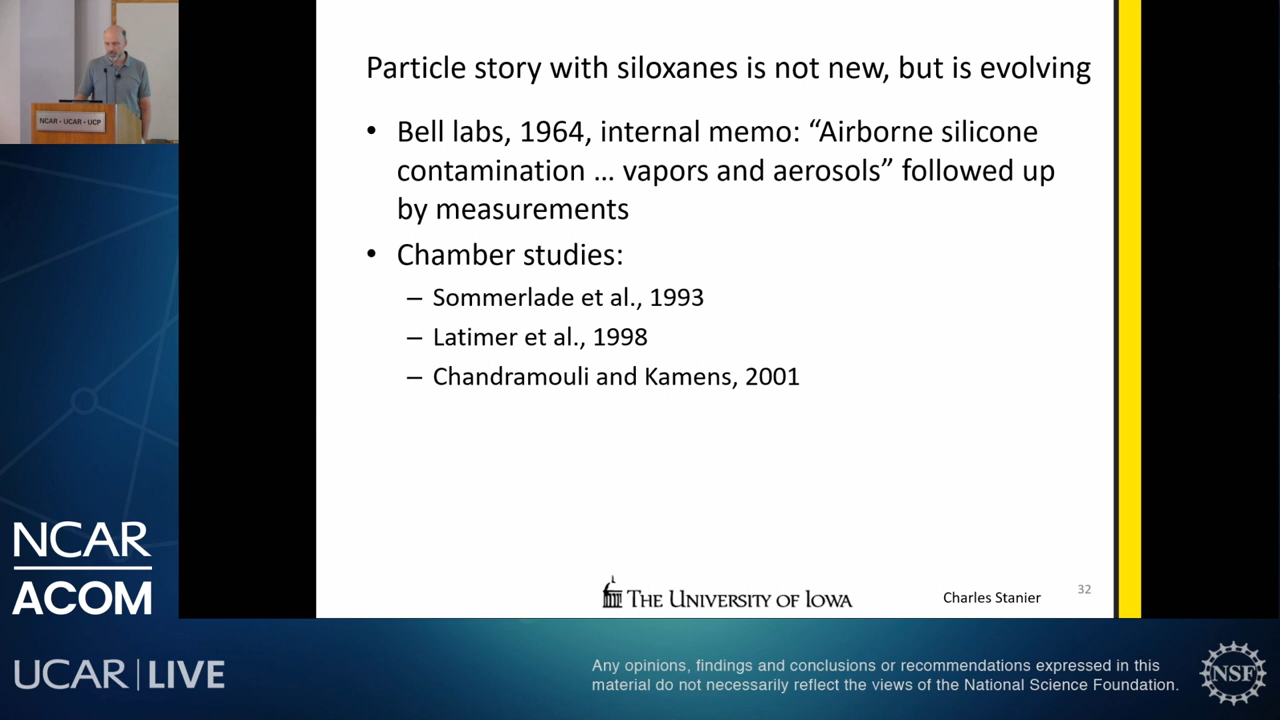 NCAR • UCAR • UCP
Particle story with siloxanes is not new, but is evolving
• Bell labs, 1964, internal memo: “Airborne silicone
contamination … vapors and aerosols” followed up
by measurements
• Chamber studies:
– Sommerlade et al., 1993
– Latimer et al., 1998
– Chandramouli and Kamens, 2001
THE UNIVERSITY OF IOWA
Charles Stanier
32
NCAR
ACOM
UCAR | LIVE
Any opinions, findings and conclusions or recommendations expressed in this
material do not necessarily reflect the views of the National Science Foundation.
NSF